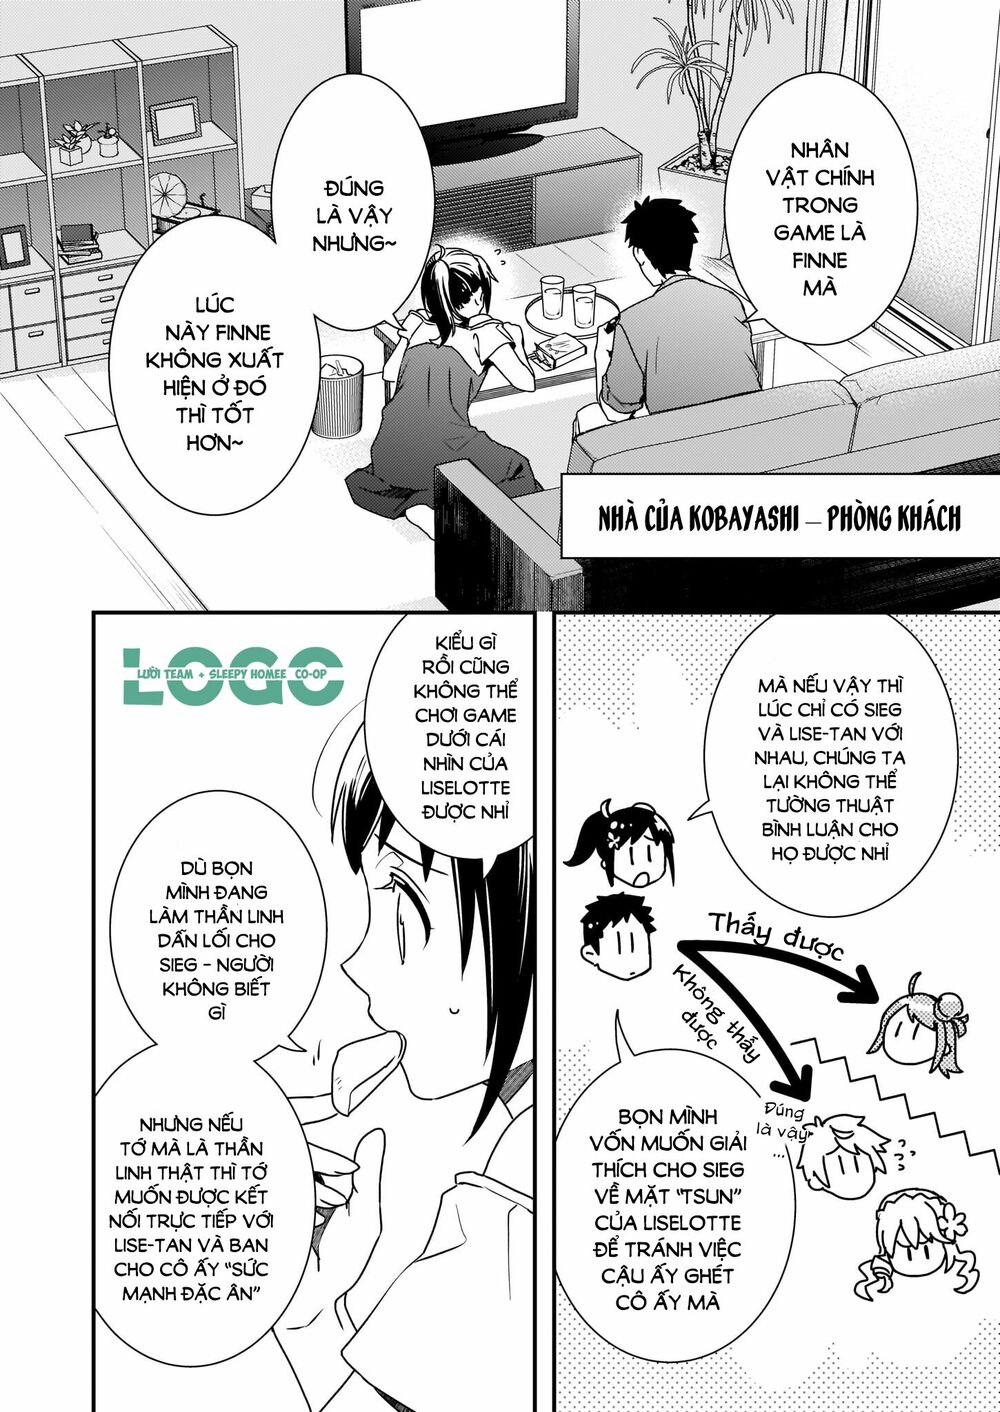 NHÂN
VẬT CHÍNH
TRONG
GAME LÀ
FINNE
MÀ
ĐÚNG
LÀ VẬY
NHƯNG~
LÚC
NÀY FINNE
KHÔNG XUẤT
HIỆN Ở ĐÓ
THÌ TỐT
HƠN~
NHÀ CỦA KOBAYASHI – PHÒNG KHÁCH
MÀ NẾU VẬY THÌ
LÚC CHỈ CÓ SIEG
VÀ LISE-TAN VỚI
NHAU, CHÚNG TA
LẠI KHÔNG THỂ
TƯỜNG THUẬT
BÌNH LUẬN CHO
HỌ ĐƯỢC NHỈ
Thấy được
Không thấy
được
Đúng
là vậy
...
BỌN MÌNH
VỐN MUỐN GIẢI
THÍCH CHO SIEG
VỀ MẶT “TSUN”
CỦA LISELOTTE
ĐỂ TRÁNH VIỆC
CẬU ẤY GHÉT
CÔ ẤY MÀ
KIỂU GÌ
RỒI CŨNG
KHÔNG THỂ
CHƠI GAME
DƯỚI CÁI
NHÌN CỦA
LISELOTTE
ĐƯỢC NHỈ
LOGO
LƯỜI TEAM + SLEEPY HOMEE CO-OP
DÙ BỌN
MÌNH ĐANG
LÀM THẦN LINH
DẪN LỐI CHO
SIEG – NGƯỜI
KHÔNG BIẾT
GÌ
NHƯNG NẾU
TỚ MÀ LÀ THẦN
LINH THẬT THÌ TỚ
MUỐN ĐƯỢC KẾT
NỐI TRỰC TIẾP VỚI
LISE-TAN VÀ BAN
CHO CÔ ẤY “SỨC
MẠNH ĐẶC ÂN”